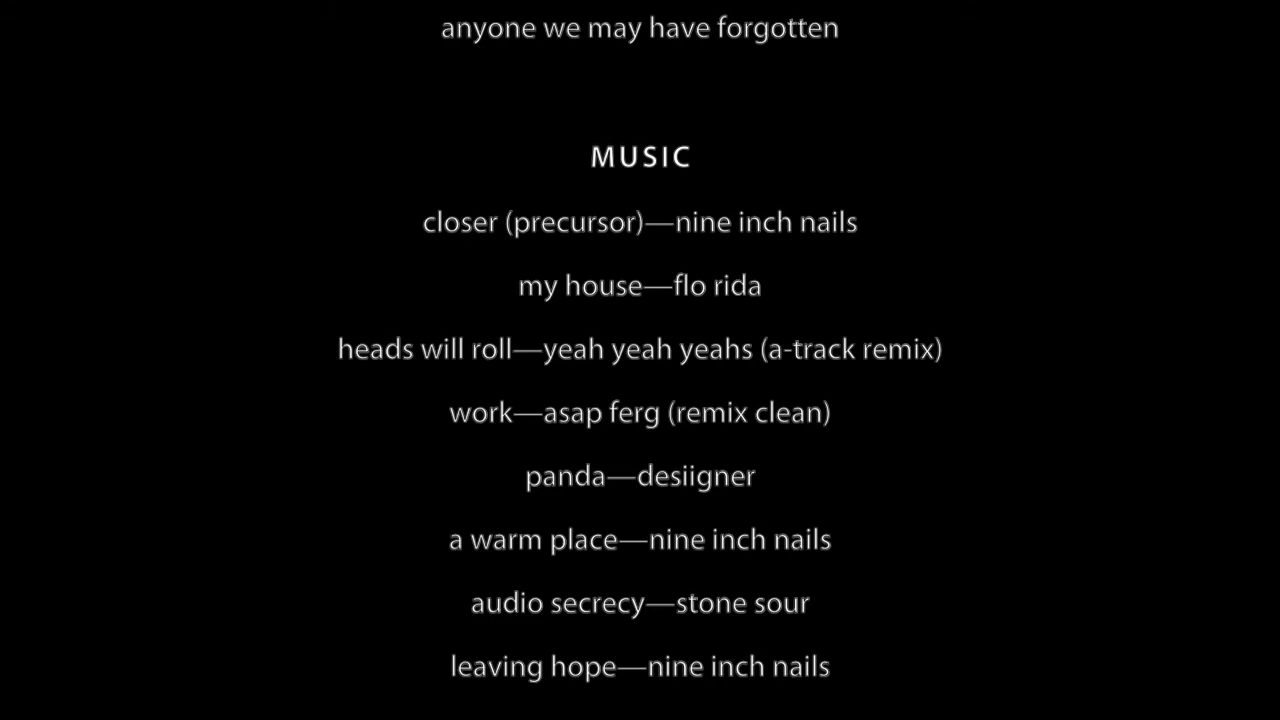 anyone we may have forgotten
MUSIC
closer (precursor)—nine inch nails
my house—flo rida
heads will roll—yeah yeah yeahs (a-track remix)
work—asap ferg (remix clean)
panda—desiigner
a warm place—nine inch nails
audio secrecy—stone sour
leaving hope—nine inch nails